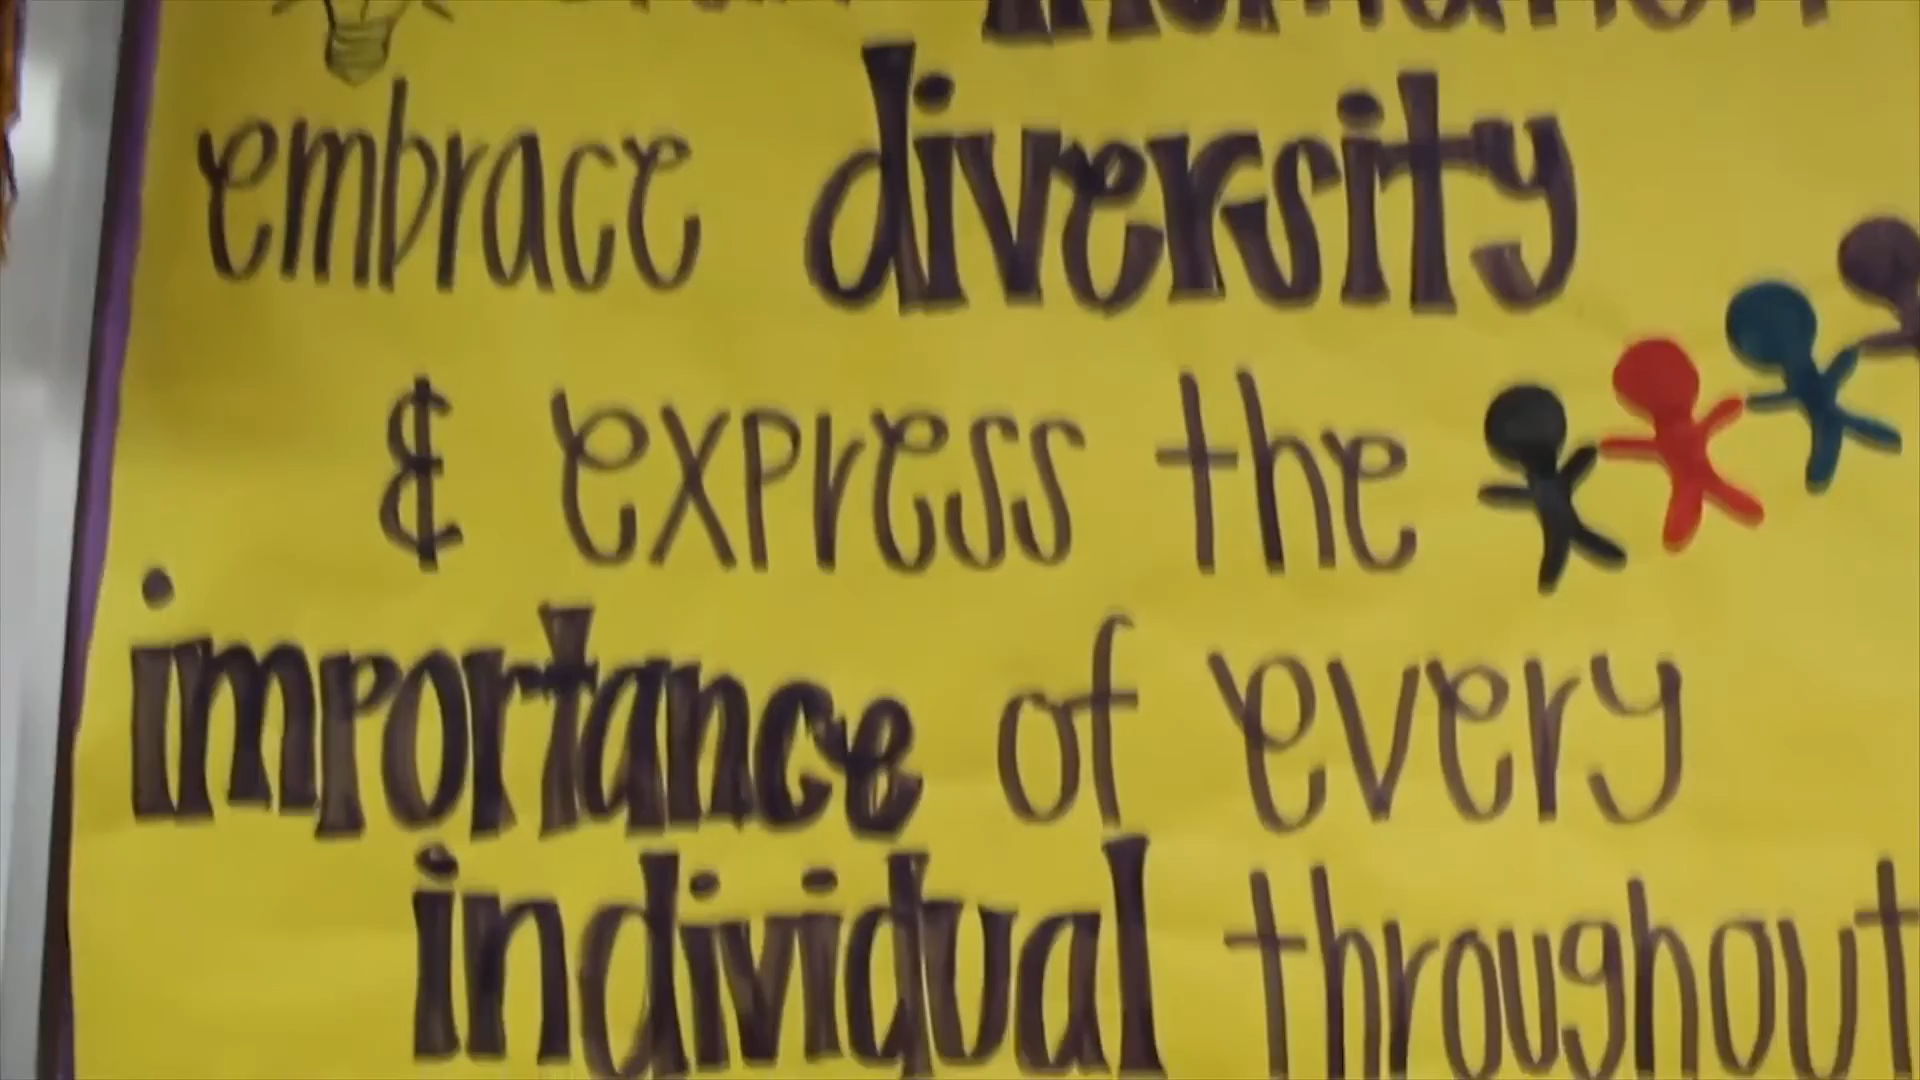 embrace diversity
& express the
importance of every
individual throughout